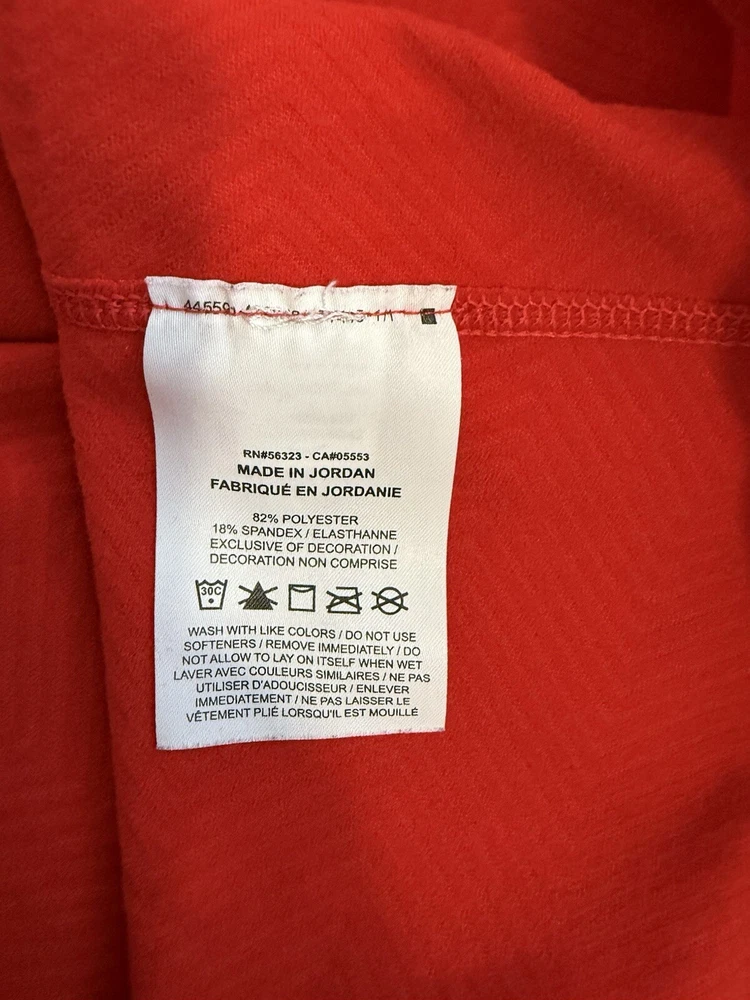 RN#56323 - CA#05553
MADE IN JORDAN
FABRIQUÉ EN JORDANIE
82% POLYESTER
18% SPANDEX / ELASTHANNE
EXCLUSIVE OF DECORATION /
DECORATION NON COMPRISE
30C
WASH WITH LIKE COLORS / DO NOT USE
SOFTENERS / REMOVE IMMEDIATELY / DO
NOT ALLOW TO LAY ON ITSELF WHEN WET
LAVER AVEC COULEURS SIMILAIRES / NE PAS
UTILISER D'ADOUCISSEUR / ENLEVER
IMMEDIATEMENT / NE PAS LAISSER LE
VÊTEMENT PLIÉ LORSQU'IL EST MOUILLÉ